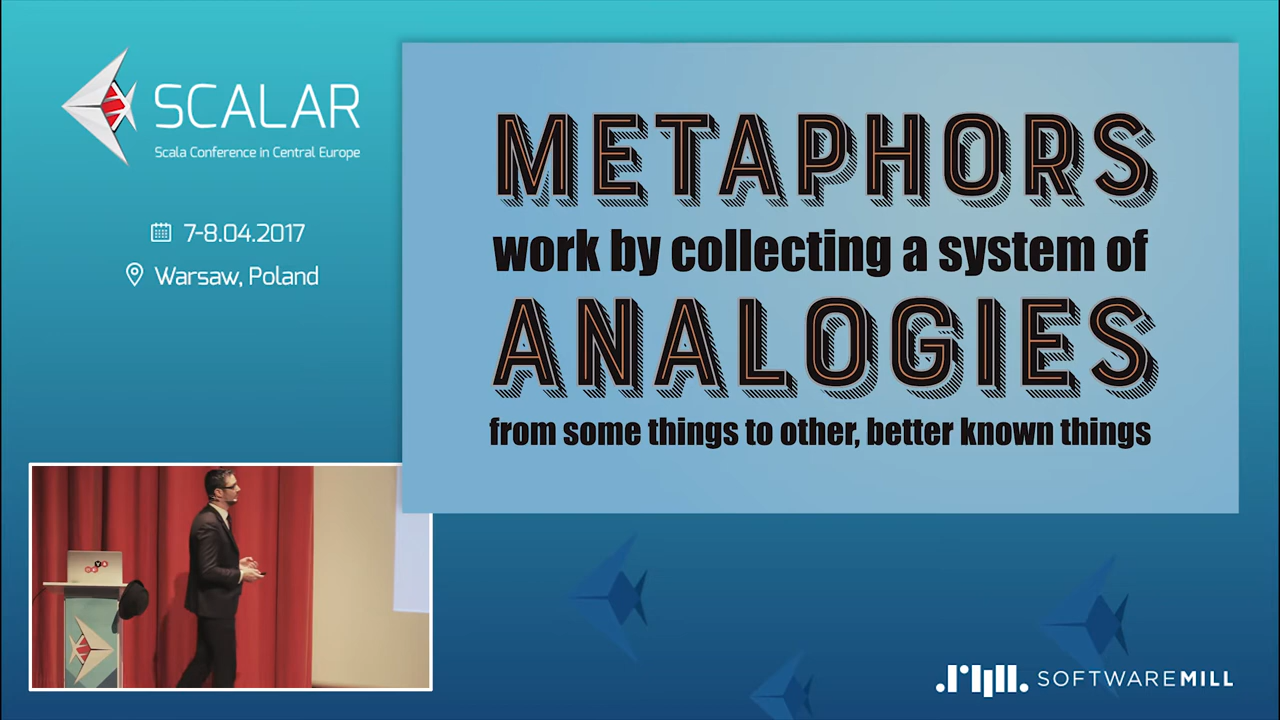 SCALAR
Scala Conference in Central Europe
7-8.04.2017
Warsaw, Poland
METAPHORS
work by collecting a system of
ANALOGIES
from some things to other, better known things
SOFTWAREMILL